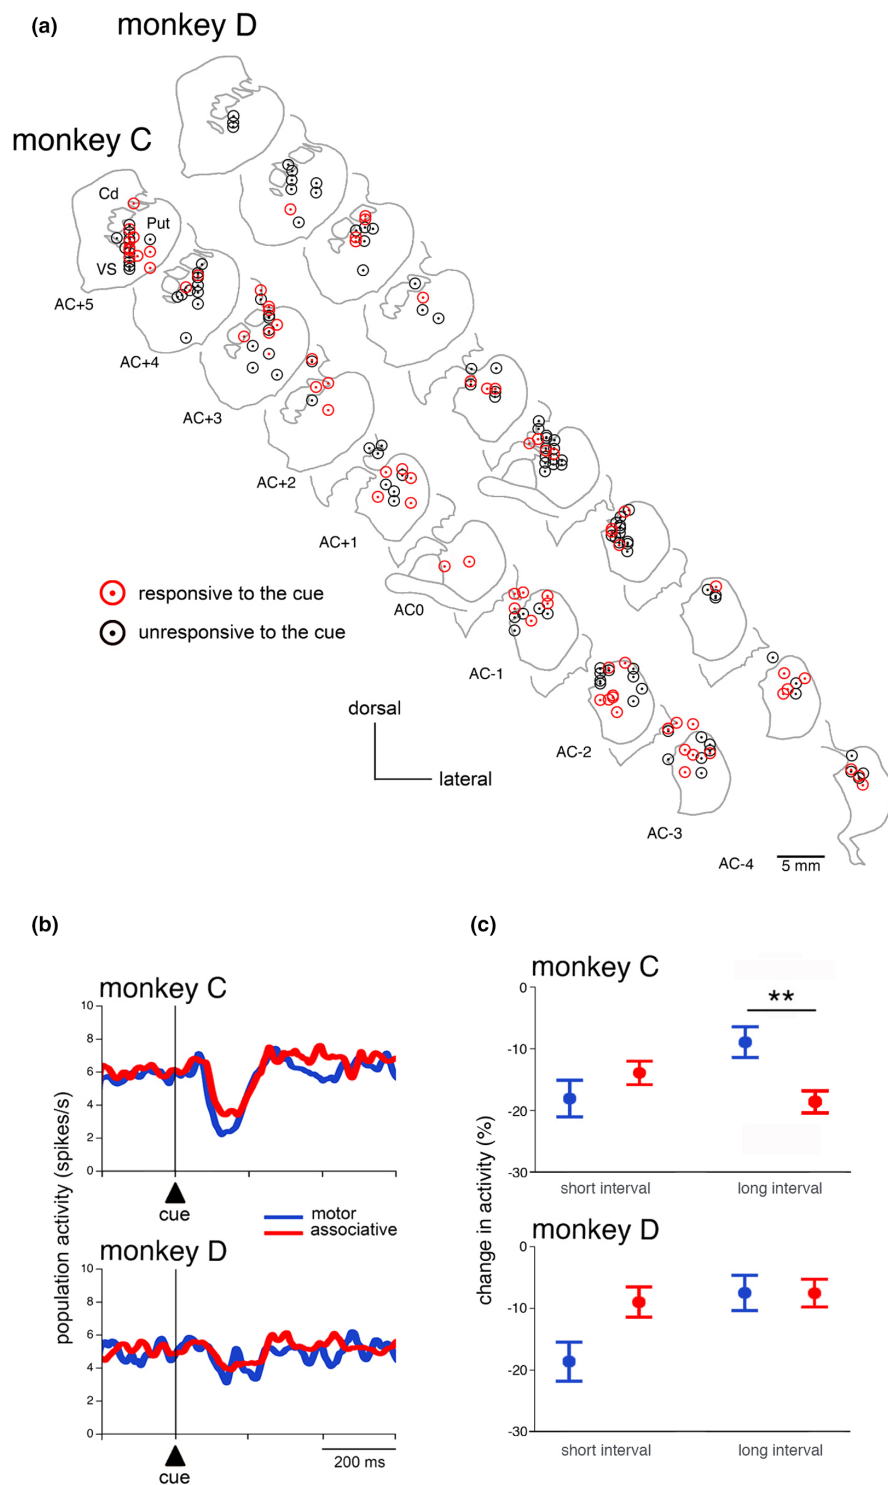 (a)
monkey D
monkey C
Cd
Put
VS
AC+5
AC+4
AC+3
AC+2
AC+1
AC0
AC-1
AC-2
AC-3
AC-4
responsive to the cue
unresponsive to the cue
dorsal
lateral
5 mm
(b)
monkey C
population activity (spikes/s)
10
8
6
4
2
0
cue
motor
associative
monkey D
10
8
6
4
2
0
cue
200 ms
(c)
monkey C
change in activity (%)
0
-10
-20
-30
**
short interval
long interval
monkey D
0
-10
-20
-30
short interval
long interval